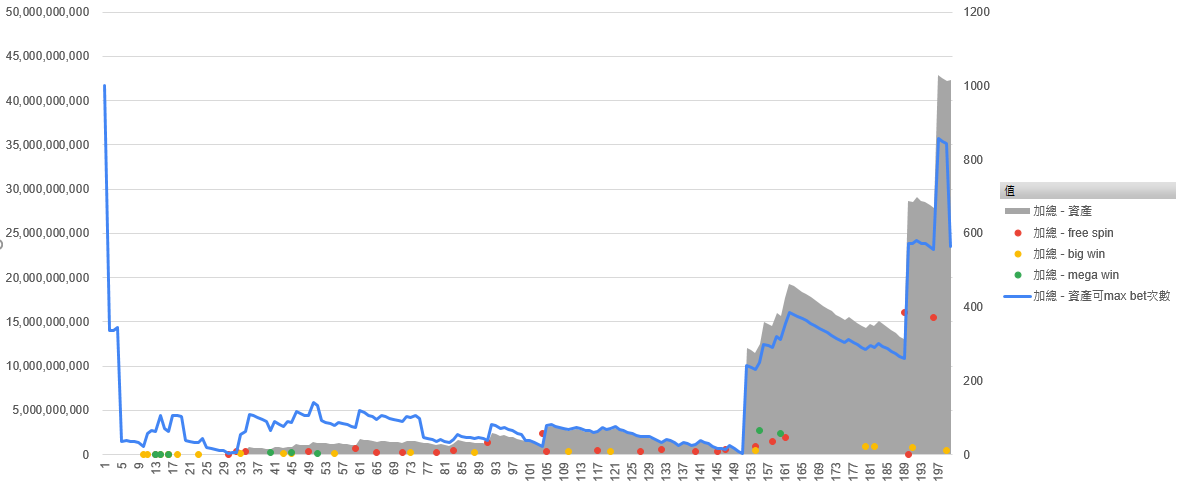 50,000,000,000
45,000,000,000
40,000,000,000
35,000,000,000
30,000,000,000
25,000,000,000
20,000,000,000
15,000,000,000
10,000,000,000
5,000,000,000
0
1200
1000
800
600
400
200
0
1 5 9 13 17 21 25 29 33 37 41 45 49 53 57 61 65 69 73 77 81 85 89 93 97 101 105 109 113 117 121 125 129 133 137 141 145 149 153 157 161 165 169 173 177 181 185 189 193 197
值
加總 - 資產
加總 - free spin
加總 - big win
加總 - mega win
加總 - 資產可max bet次數